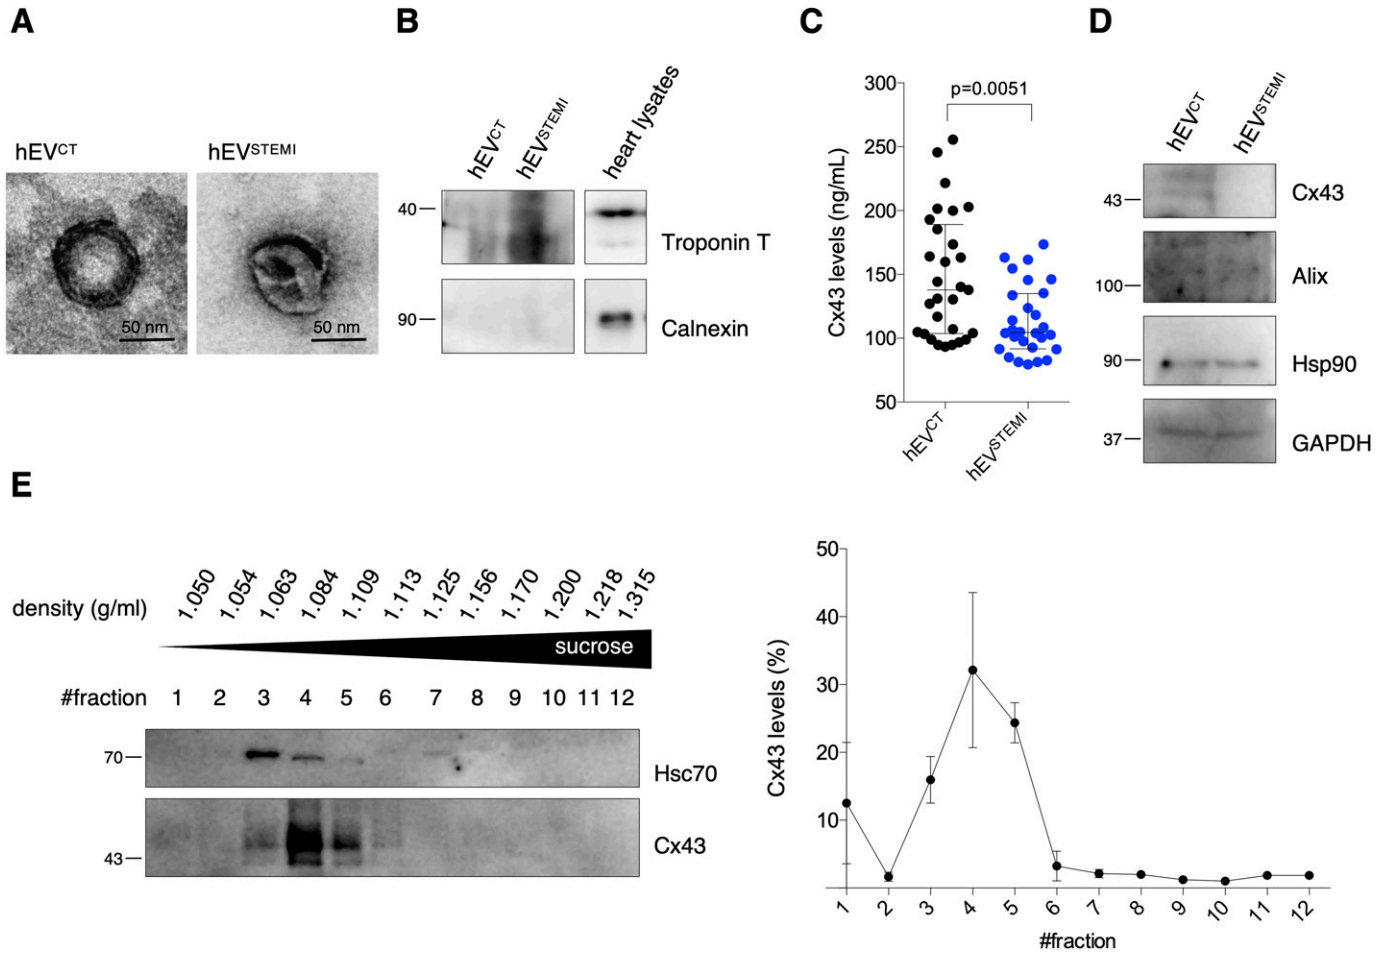 A
hEVCT
hEVSTEMI
50 nm
50 nm
B
hEVCT
hEVSTEMI
heart lysates
40
Troponin T
90
Calnexin
C
p=0.0051
Cx43 levels (ng/mL)
300
250
200
150
100
50
hEVCT
hEVSTEMI
D
hEVCT
hEVSTEMI
43
Cx43
100
Alix
90
Hsp90
37
GAPDH
E
density (g/ml)
1.050 1.054 1.063 1.084 1.109 1.113 1.125 1.156 1.170 1.200 1.218 1.315
sucrose
#fraction 1 2 3 4 5 6 7 8 9 10 11 12
70
Hsc70
43
Cx43
Cx43 levels (%)
50
40
30
20
10
1 2 3 4 5 6 7 8 9 10 11 12
#fraction